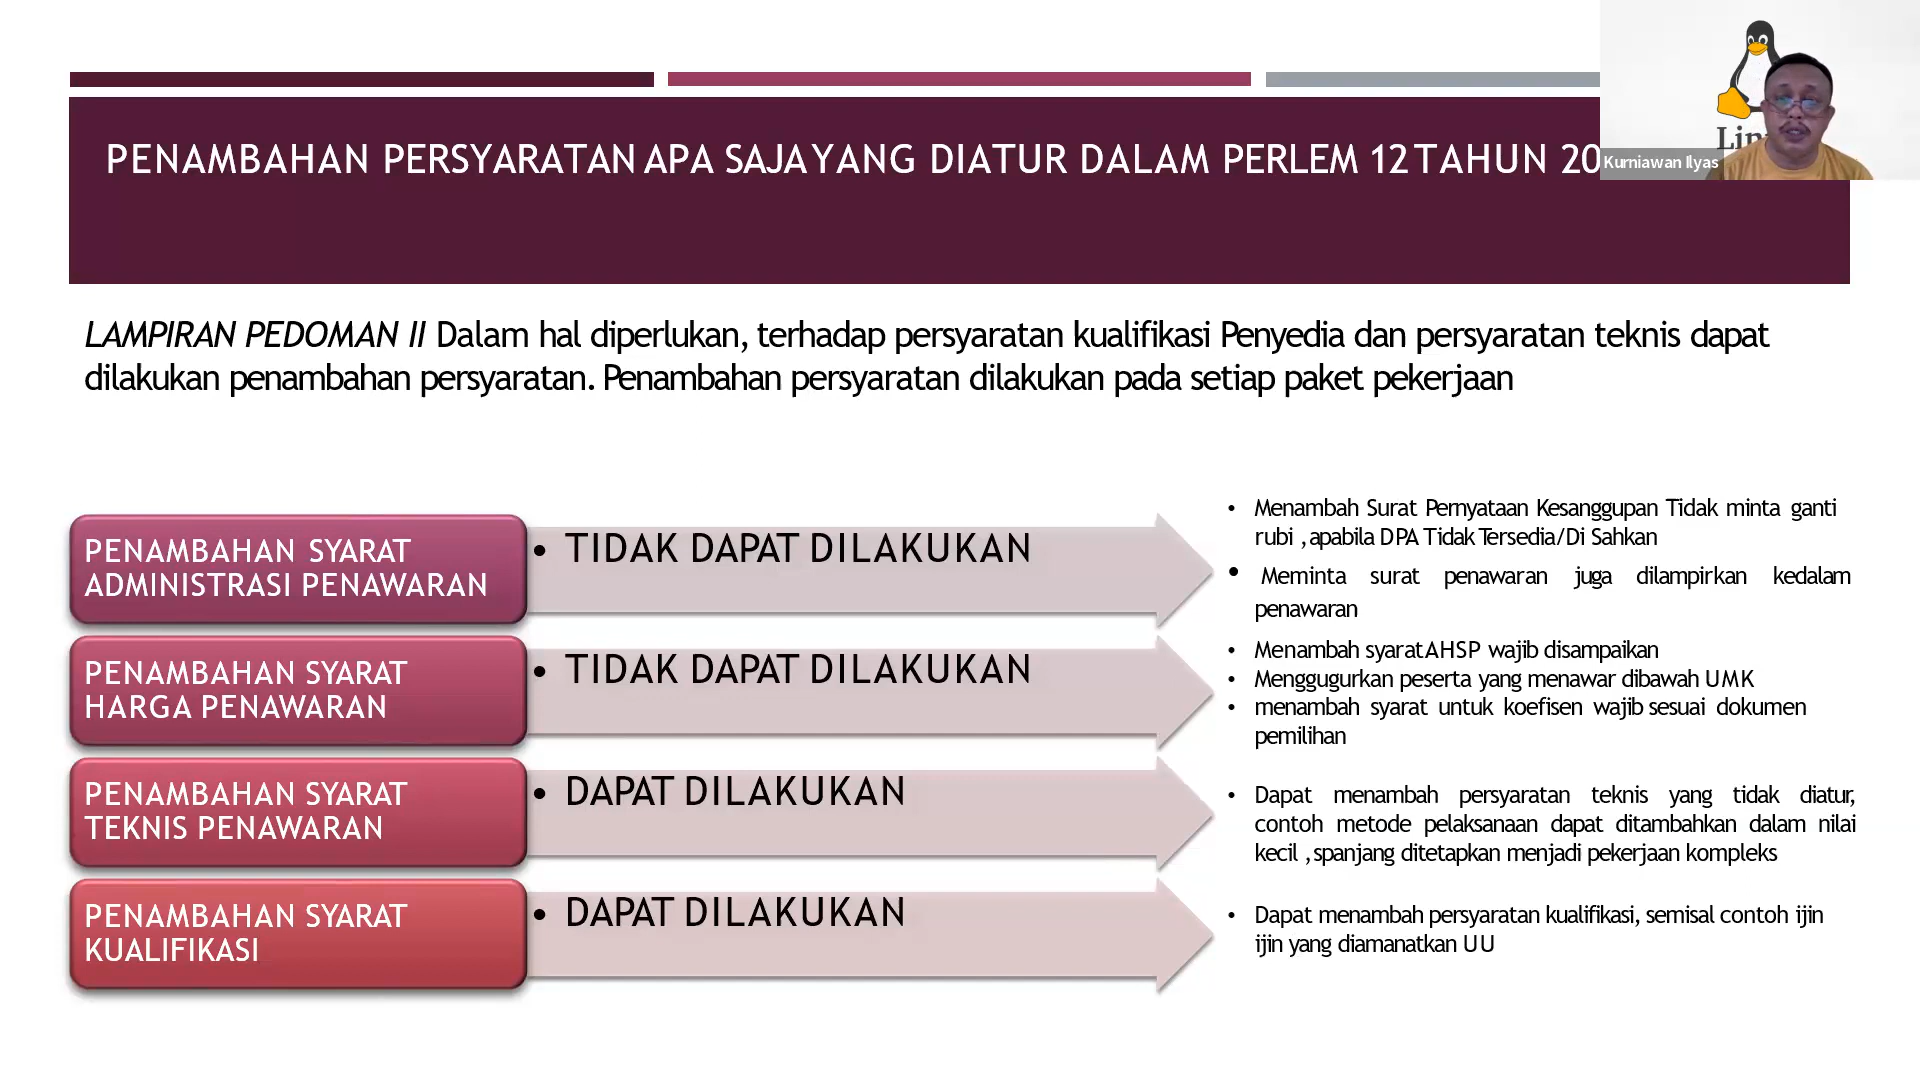 PENAMBAHAN PERSYARATAN APA SAJA YANG DIATUR DALAM PERLEM 12 TAHUN 20
Kurniawan Ilyas
LAMPIRAN PEDOMAN II Dalam hal diperlukan, terhadap persyaratan kualifikasi Penyedia dan persyaratan teknis dapat
dilakukan penambahan persyaratan. Penambahan persyaratan dilakukan pada setiap paket pekerjaan
PENAMBAHAN SYARAT
ADMINISTRASI PENAWARAN
• TIDAK DAPAT DILAKUKAN
• Menambah Surat Pernyataan Kesanggupan Tidak minta ganti
rubi , apabila DPA Tidak Tersedia/Di Sahkan
• Meminta surat penawaran juga dilampirkan kedalam
penawaran
PENAMBAHAN SYARAT
HARGA PENAWARAN
• TIDAK DAPAT DILAKUKAN
• Menambah syarat AHSP wajib disampaikan
• Menggugurkan peserta yang menawar dibawah UMK
• menambah syarat untuk koefisen wajib sesuai dokumen
pemilihan
PENAMBAHAN SYARAT
TEKNIS PENAWARAN
• DAPAT DILAKUKAN
• Dapat menambah persyaratan teknis yang tidak diatur,
contoh metode pelaksanaan dapat ditambahkan dalam nilai
kecil , spanjang ditetapkan menjadi pekerjaan kompleks
PENAMBAHAN SYARAT
KUALIFIKASI
• DAPAT DILAKUKAN
• Dapat menambah persyaratan kualifikasi, semisal contoh ijin
ijin yang diamanatkan UU